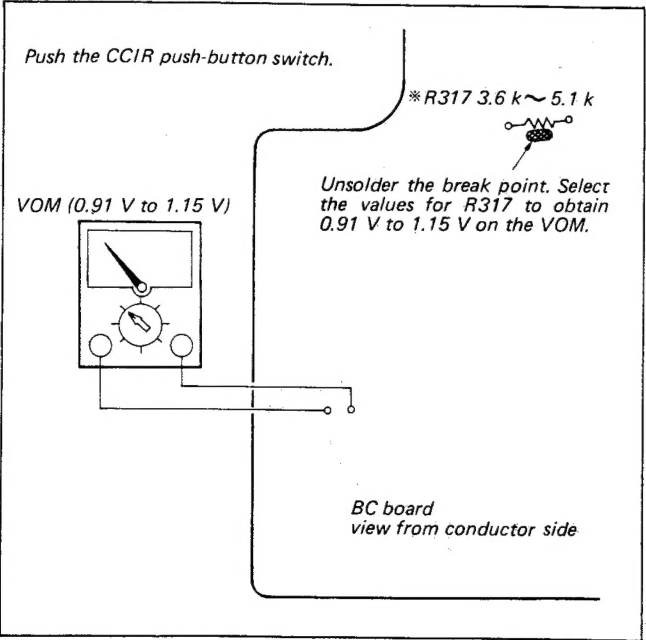 Push the CCIR push-button switch.
※R317 3.6 k～5.1 k
Unsolder the break point. Select
the values for R317 to obtain
0.91 V to 1.15 V on the VOM.
VOM (0.91 V to 1.15 V)
BC board
view from conductor side